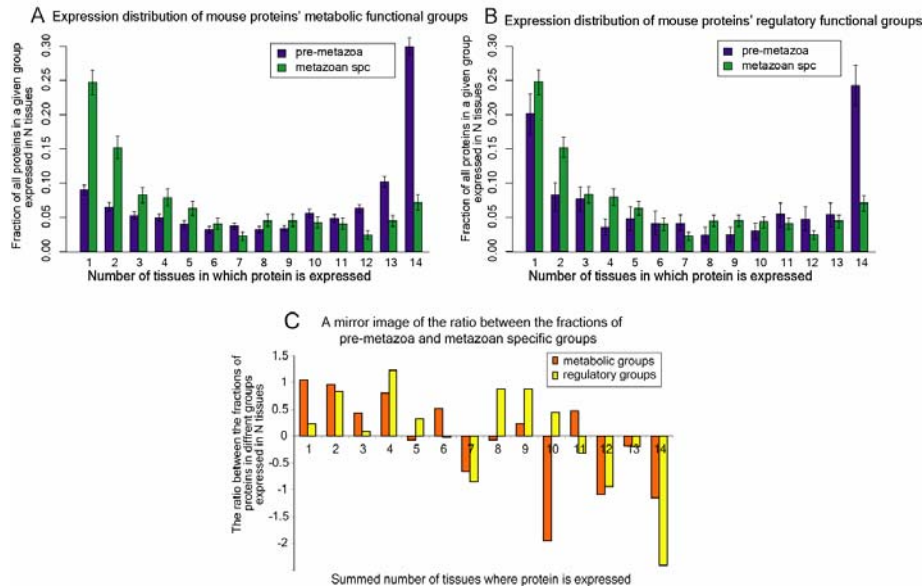 A Expression distribution of mouse proteins' metabolic functional groups
Fraction of all proteins in a given group
expressed in N tissues
0.00 0.05 0.10 0.15 0.20 0.25 0.30
pre-metazoa
metazoan spc
1 2 3 4 5 6 7 8 9 10 11 12 13 14
Number of tissues in which protein is expressed
B Expression distribution of mouse proteins' regulatory functional groups
Fraction of all proteins in a given group
expressed in N tissues
0.00 0.05 0.10 0.15 0.20 0.25 0.30
pre-metazoa
metazoan spc
1 2 3 4 5 6 7 8 9 10 11 12 13 14
Number of tissues in which protein is expressed
C A mirror image of the ratio between the fractions of
pre-metazoa and metazoan specific groups
The ratio between the fractions of
proteins in diffrent groups
expressed in N tissues
1.5
1
0.5
0
-0.5
-1
-1.5
-2
metabolic groups
regulatory groups
1 2 3 4 5 6 7 8 9 10 11 12 13 14
Summed number of tissues where protein is expressed